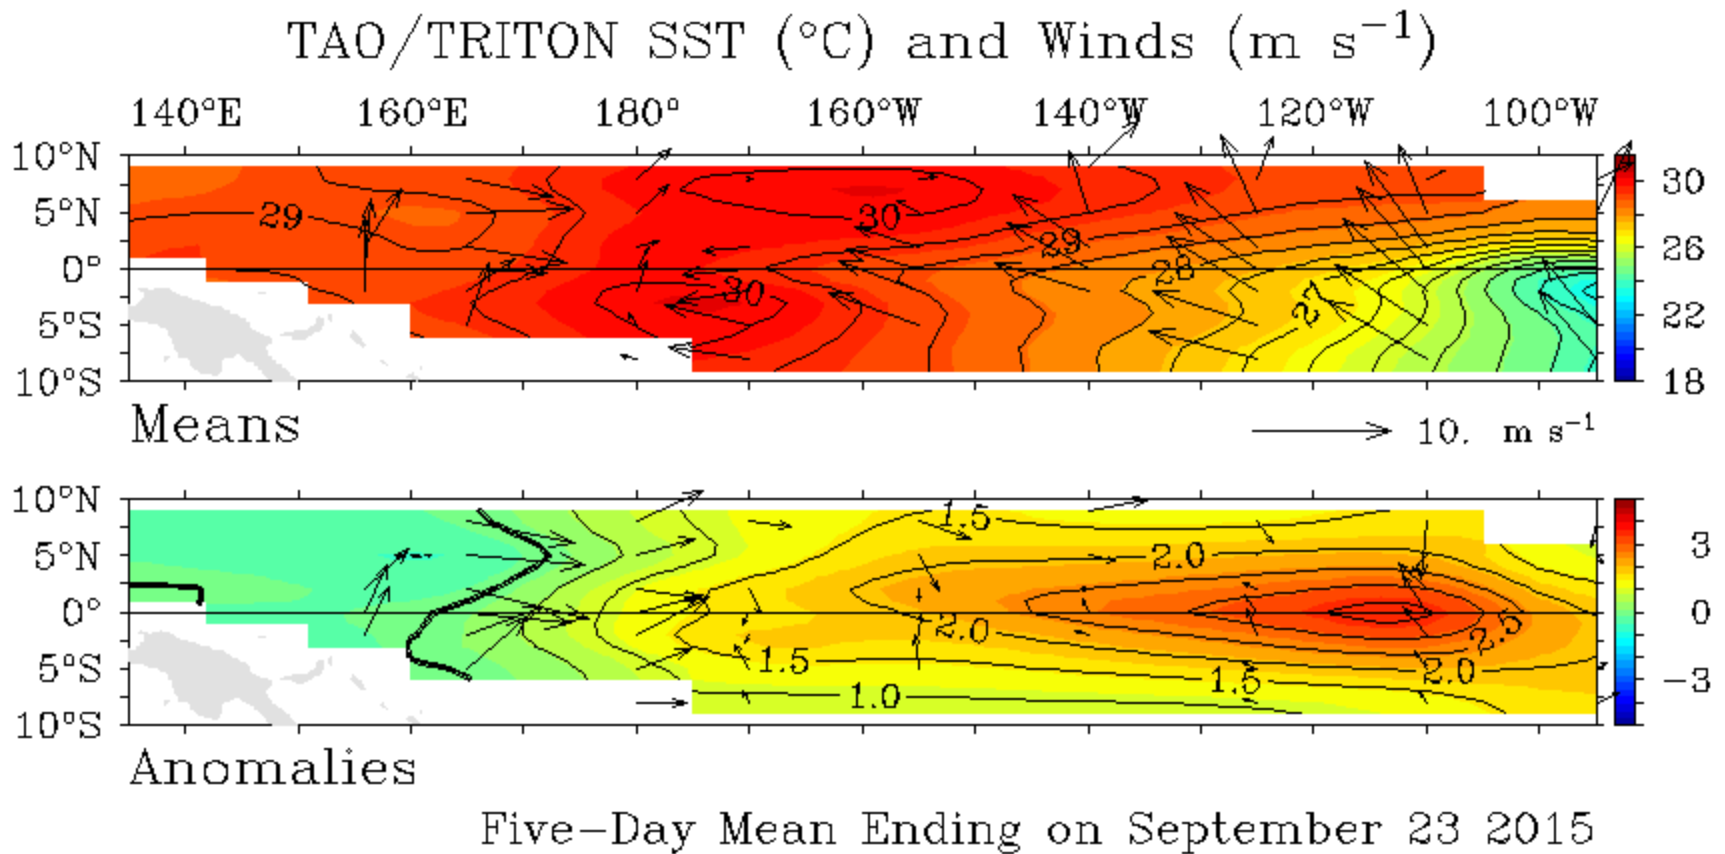 TAO/TRITON SST (°C) and Winds (m s⁻¹)
140°E 160°E 180° 160°W 140°W 120°W 100°W
10°N
5°N
0°
5°S
10°S
29 30 29 28 27 30
30
26
22
18
Means
10. m s⁻¹
10°N
5°N
0°
5°S
10°S
1.5 2.0 2.0 2.5 1.5 2.0 1.5 1.0
3
0
−3
Anomalies
Five−Day Mean Ending on September 23 2015